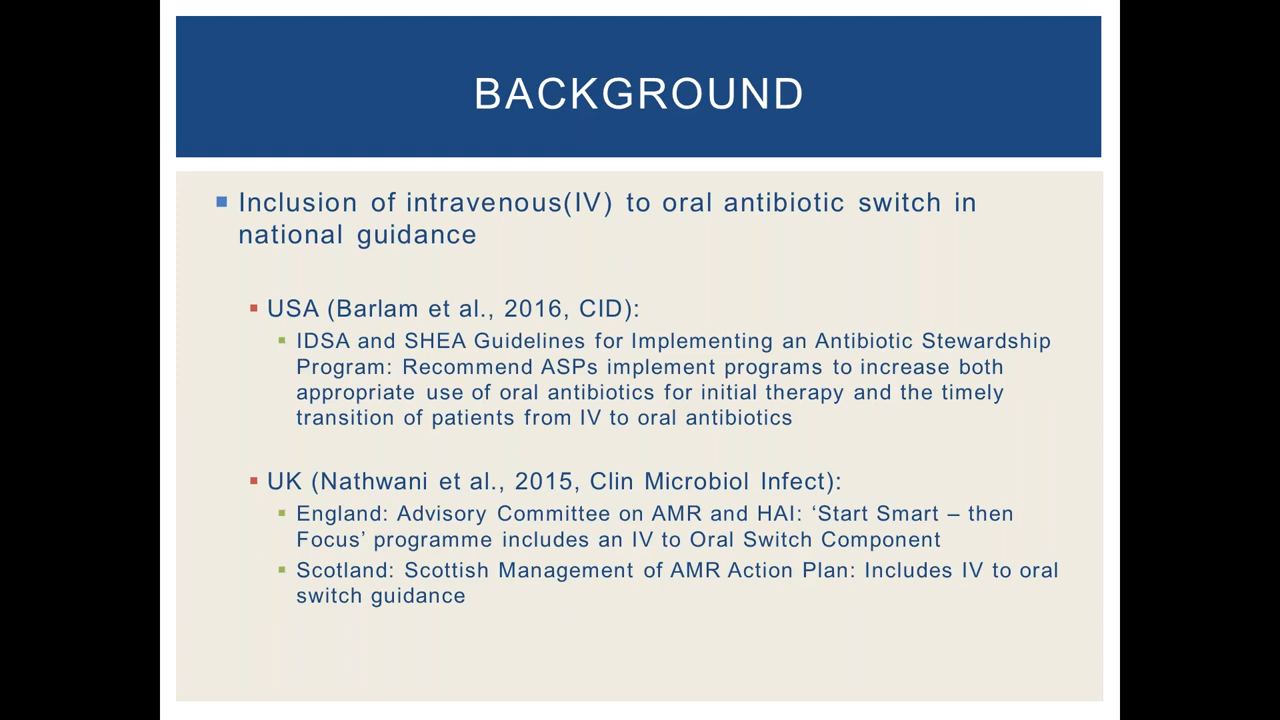 BACKGROUND
Inclusion of intravenous(IV) to oral antibiotic switch in
national guidance
USA (Barlam et al., 2016, CID):
IDSA and SHEA Guidelines for Implementing an Antibiotic Stewardship
Program: Recommend ASPs implement programs to increase both
appropriate use of oral antibiotics for initial therapy and the timely
transition of patients from IV to oral antibiotics
UK (Nathwani et al., 2015, Clin Microbiol Infect):
England: Advisory Committee on AMR and HAI: ‘Start Smart – then
Focus’ programme includes an IV to Oral Switch Component
Scotland: Scottish Management of AMR Action Plan: Includes IV to oral
switch guidance